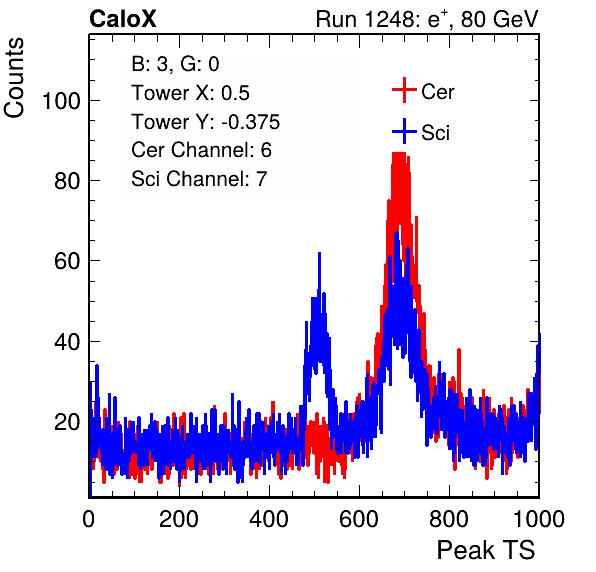 CaloX Run 1248: e⁺, 80 GeV
Counts
B: 3, G: 0
Tower X: 0.5
Tower Y: -0.375
Cer Channel: 6
Sci Channel: 7
Cer
Sci
100
80
60
40
20
0 200 400 600 800 1000
Peak TS